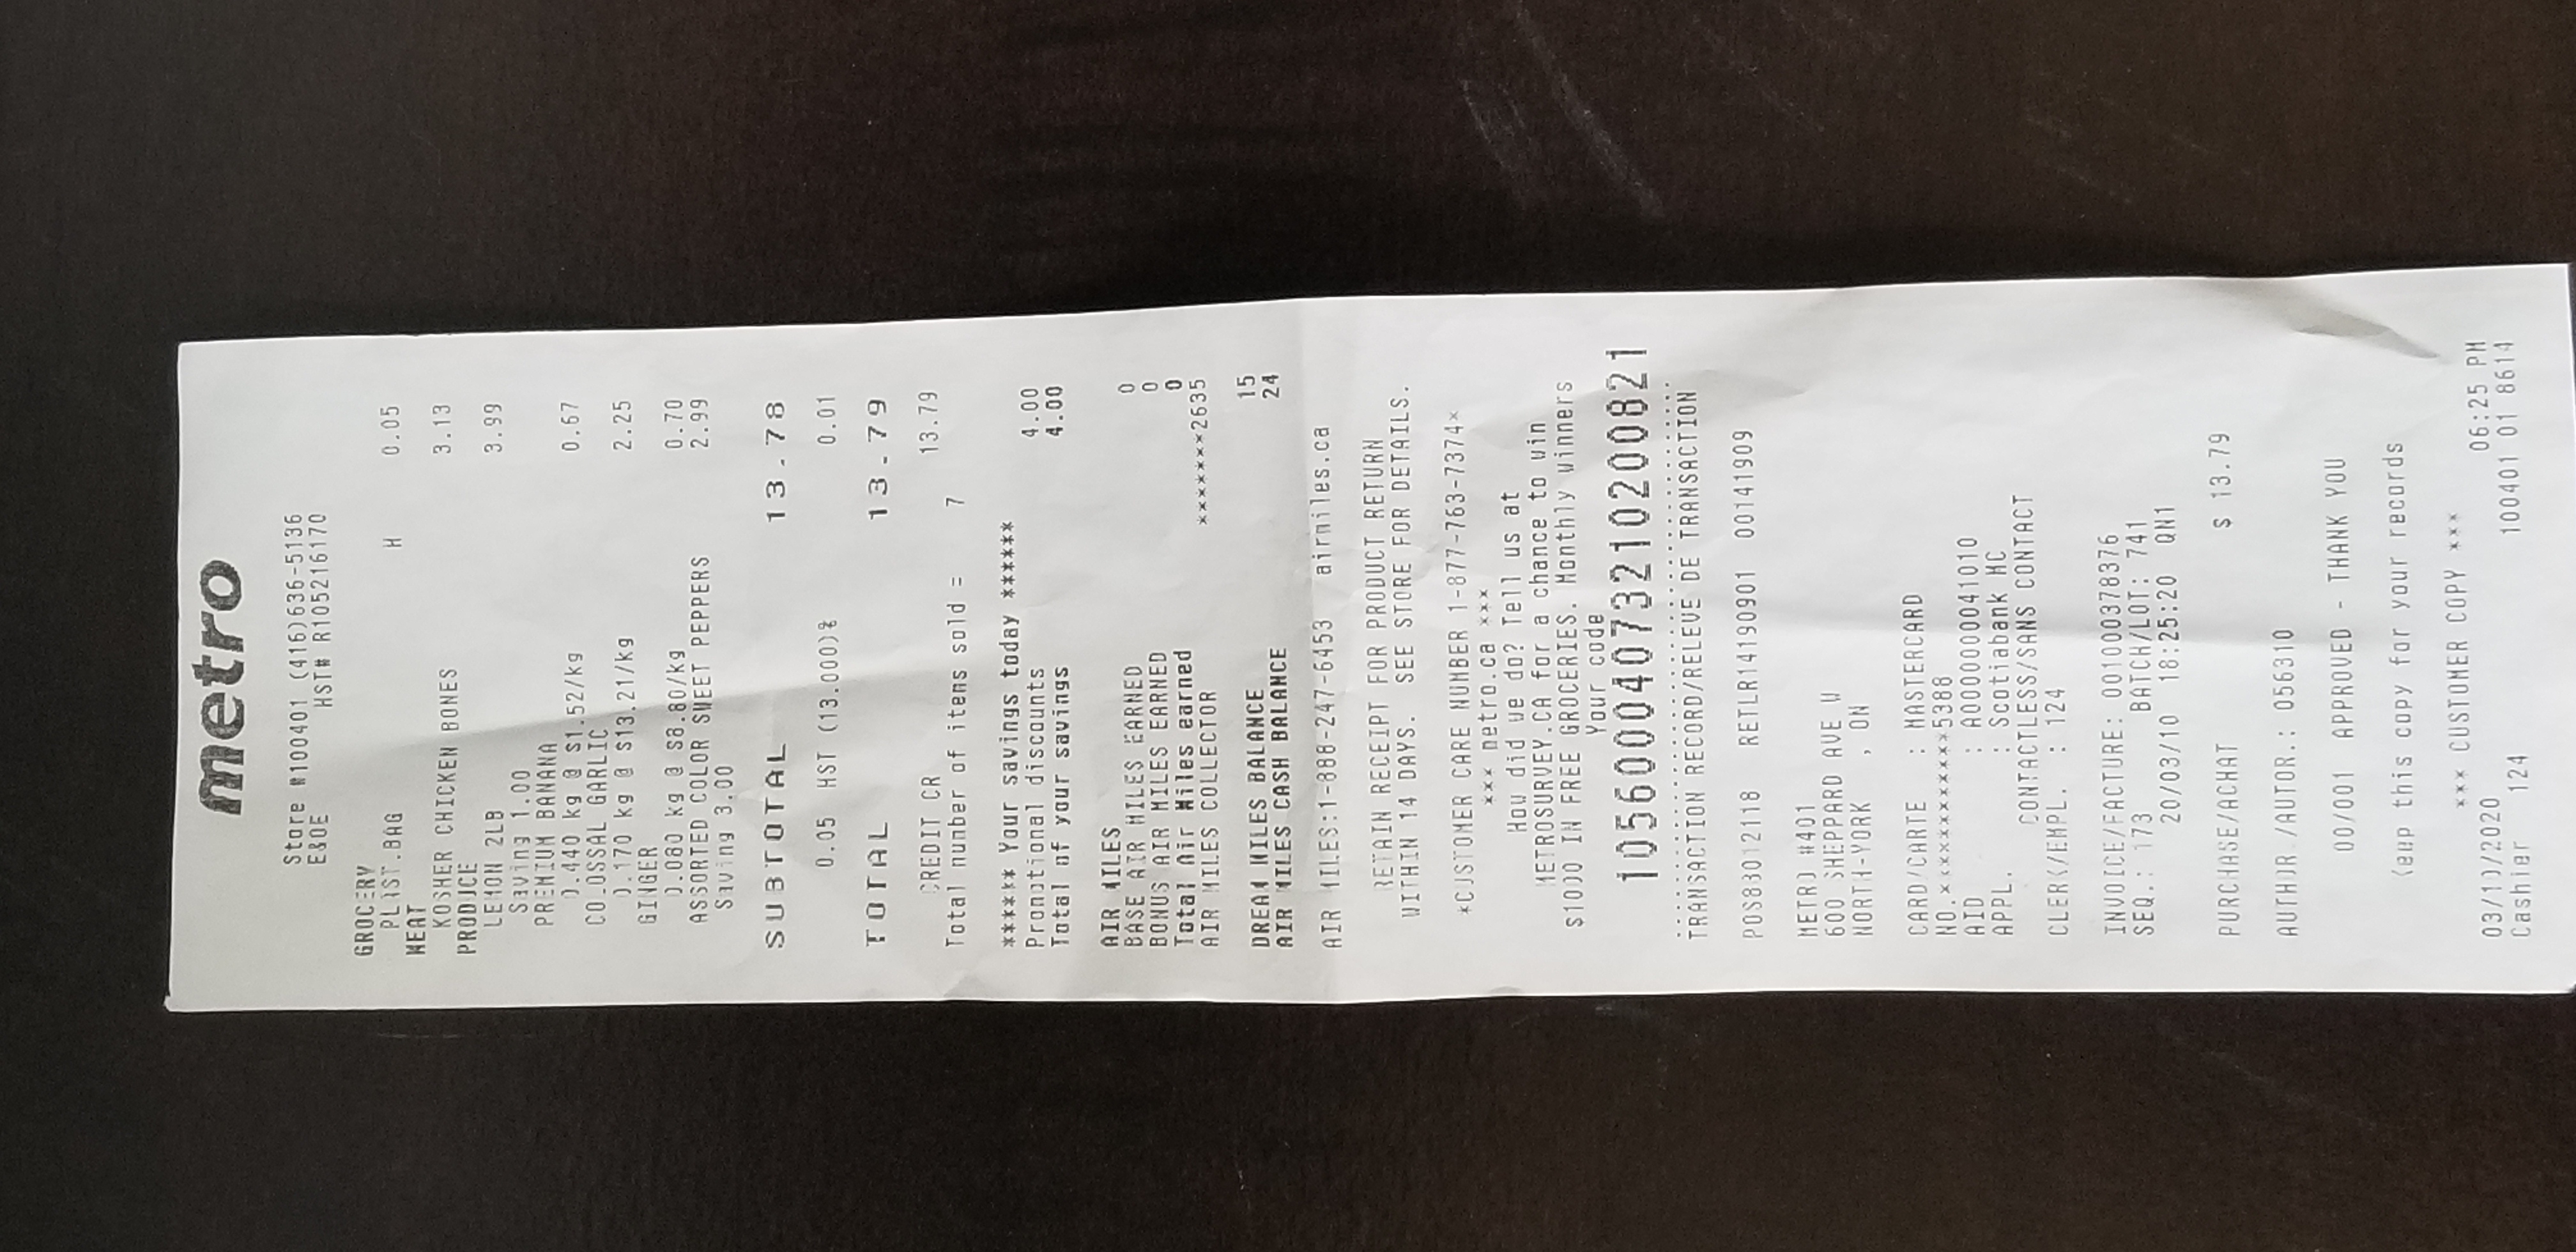 metro
Store #100401 (416)636-5136
E&OE HST# R105216170
GROCERY
PLAST.BAG H 0.05
MEAT
KOSHER CHICKEN BONES 3.13
PRODUCE
LEMON 2LB 3.99
Saving 1.00
PREMIUM BANANA
0.440 kg @ $1.52/kg 0.67
COLOSSAL GARLIC
0.170 kg @ $13.21/kg 2.25
GINGER
0.080 kg @ $8.80/kg 0.70
ASSORTED COLOR SWEET PEPPERS 2.99
Saving 3.00
SUBTOTAL 13.78
0.05 HST (13.000)% 0.01
TOTAL 13.79
CREDIT CR 13.79
Total number of items sold = 7
****** Your savings today ******
Promotional discounts 4.00
Total of your savings 4.00
AIR MILES
BASE AIR MILES EARNED 0
BONUS AIR MILES EARNED 0
Total Air Miles earned 0
AIR MILES COLLECTOR *******2635
DREAM MILES BALANCE 15
AIR MILES CASH BALANCE 24
AIR MILES:1-888-247-6453 airmiles.ca
RETAIN RECEIPT FOR PRODUCT RETURN
WITHIN 14 DAYS. SEE STORE FOR DETAILS.
*CUSTOMER CARE NUMBER 1-877-763-7374*
*** metro.ca ***
How did we do? Tell us at
METROSURVEY.CA for a chance to win
$1000 IN FREE GROCERIES. Monthly winners
Your code
10560004073210200821
TRANSACTION RECORD/RELEVE DE TRANSACTION
POS83012118 RETLR14190901 00141909
METRO #401
600 SHEPPARD AVE W
NORTH-YORK , ON
CARD/CARTE : MASTERCARD
NO.************5388
AID : A0000000041010
APPL. : Scotiabank MC
CONTACTLESS/SANS CONTACT
CLERK/EMPL. : 124
INVOICE/FACTURE: 001000378376
SEQ.: 173 BATCH/LOT: 741
20/03/10 18:25:20 QN1
PURCHASE/ACHAT $ 13.79
AUTHOR./AUTOR.: 056310
00/001 APPROVED - THANK YOU
Keep this copy for your records
*** CUSTOMER COPY ***
03/10/2020 06:25 PM
Cashier 124 100401 01 8614